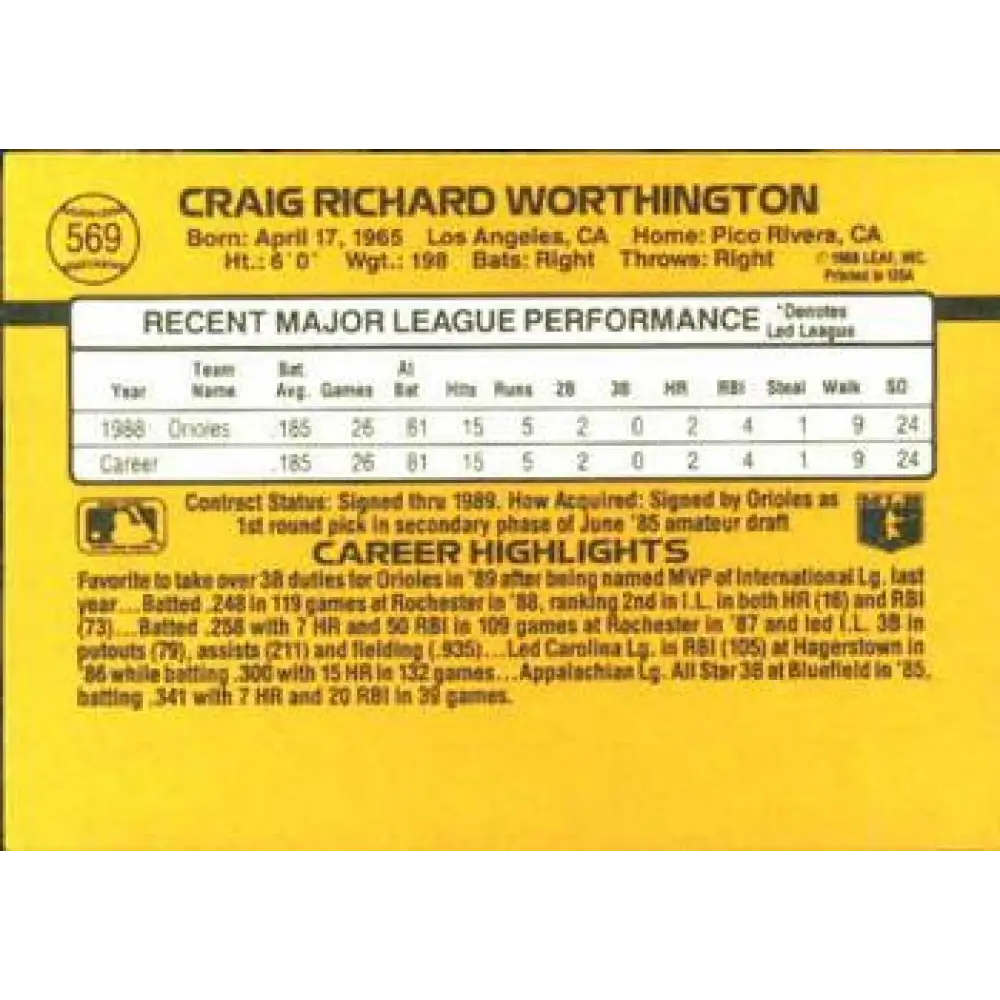 569
CRAIG RICHARD WORTHINGTON
Born: April 17, 1965 Los Angeles, CA Home: Pico Rivera, CA
Ht.: 6'0" Wgt.: 198 Bats: Right Throws: Right © 1988 LEAF, INC.
Printed in USA
RECENT MAJOR LEAGUE PERFORMANCE *Denotes Led League
Year Team Name Bat. Avg. Games At Bat Hits Runs 2B 3B HR RBI Steal Walk SO
1988 Orioles .185 26 81 15 5 2 0 2 4 1 9 24
Career .185 26 81 15 5 2 0 2 4 1 9 24
Contract Status: Signed thru 1989. How Acquired: Signed by Orioles as
1st round pick in secondary phase of June '85 amateur draft
CAREER HIGHLIGHTS
Favorite to take over 3B duties for Orioles in '89 after being named MVP of International Lg. last
year...Batted .248 in 119 games at Rochester in '88, ranking 2nd in I.L. in both HR (16) and RBI
(73)...Batted .258 with 7 HR and 50 RBI in 109 games at Rochester in '87 and led I.L. 3B in
putouts (79), assists (211) and fielding (.935)...Led Carolina Lg. in RBI (105) at Hagerstown in
'86 while batting .300 with 15 HR in 132 games...Appalachian Lg. All Star 3B at Bluefield in '85,
batting .341 with 7 HR and 20 RBI in 39 games.